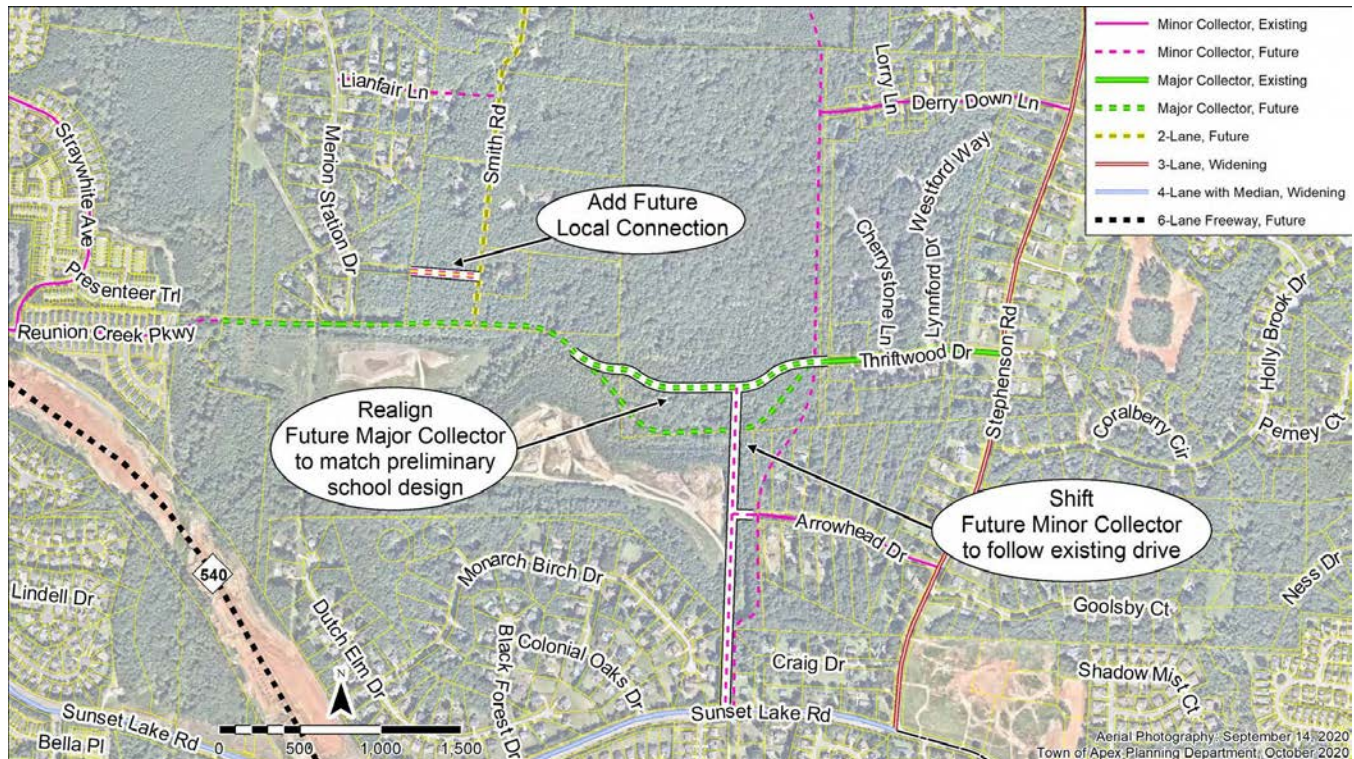 Minor Collector, Existing
Minor Collector, Future
Major Collector, Existing
Major Collector, Future
2-Lane, Future
3-Lane, Widening
4-Lane with Median, Widening
6-Lane Freeway, Future
Lianfair Ln
Smith Rd
Merion Station Dr
Straywhite Ave
Presenteer Trl
Reunion Creek Pkwy
Lorry Ln
Derry Down Ln
Westford Way
Cherrystone Ln
Lynnford Dr
Thriftwood Dr
Stephenson Rd
Holly Brook Dr
Perney Ct
Coralberry Cir
Add Future
Local Connection
Realign
Future Major Collector
to match preliminary
school design
Shift
Future Minor Collector
to follow existing drive
Arrowhead Dr
540
Lindell Dr
Dutch Elm Dr
Monarch Birch Dr
Colonial Oaks Dr
Black Forest Dr
Goolsby Ct
Ness Dr
Craig Dr
Shadow Mist Ct
Sunset Lake Rd
Sunset Lake Rd
Bella Pl
N
0 500 1,000 1,500
Aerial Photography: September 14, 2020
Town of Apex Planning Department, October 2020